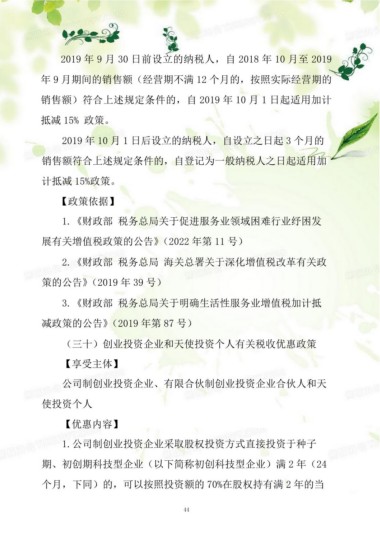 2019 年 9 月 30 日前设立的纳税人，自 2018 年 10 月至 2019
年 9 月期间的销售额（经营期不满 12 个月的，按照实际经营期的
销售额）符合上述规定条件的，自 2019 年 10 月 1 日起适用加计
抵减 15% 政策。
2019 年 10 月 1 日后设立的纳税人，自设立之日起 3 个月的
销售额符合上述规定条件的，自登记为一般纳税人之日起适用加
计抵减 15%政策。
【政策依据】
1.《财政部 税务总局关于促进服务业领域困难行业纾困发
展有关增值税政策的公告》（2022 年第 11 号）
2.《财政部 税务总局 海关总署关于深化增值税改革有关政
策的公告》（2019 年 39 号）
3.《财政部 税务总局关于明确生活性服务业增值税加计抵
减政策的公告》（2019 年第 87 号）
（三十）创业投资企业和天使投资个人有关税收优惠政策
【享受主体】
公司制创业投资企业、有限合伙制创业投资企业合伙人和天
使投资个人
【优惠内容】
1.公司制创业投资企业采取股权投资方式直接投资于种子
期、初创期科技型企业（以下简称初创科技型企业）满 2 年（24
个月，下同）的，可以按照投资额的 70%在股权持有满 2 年的当
44